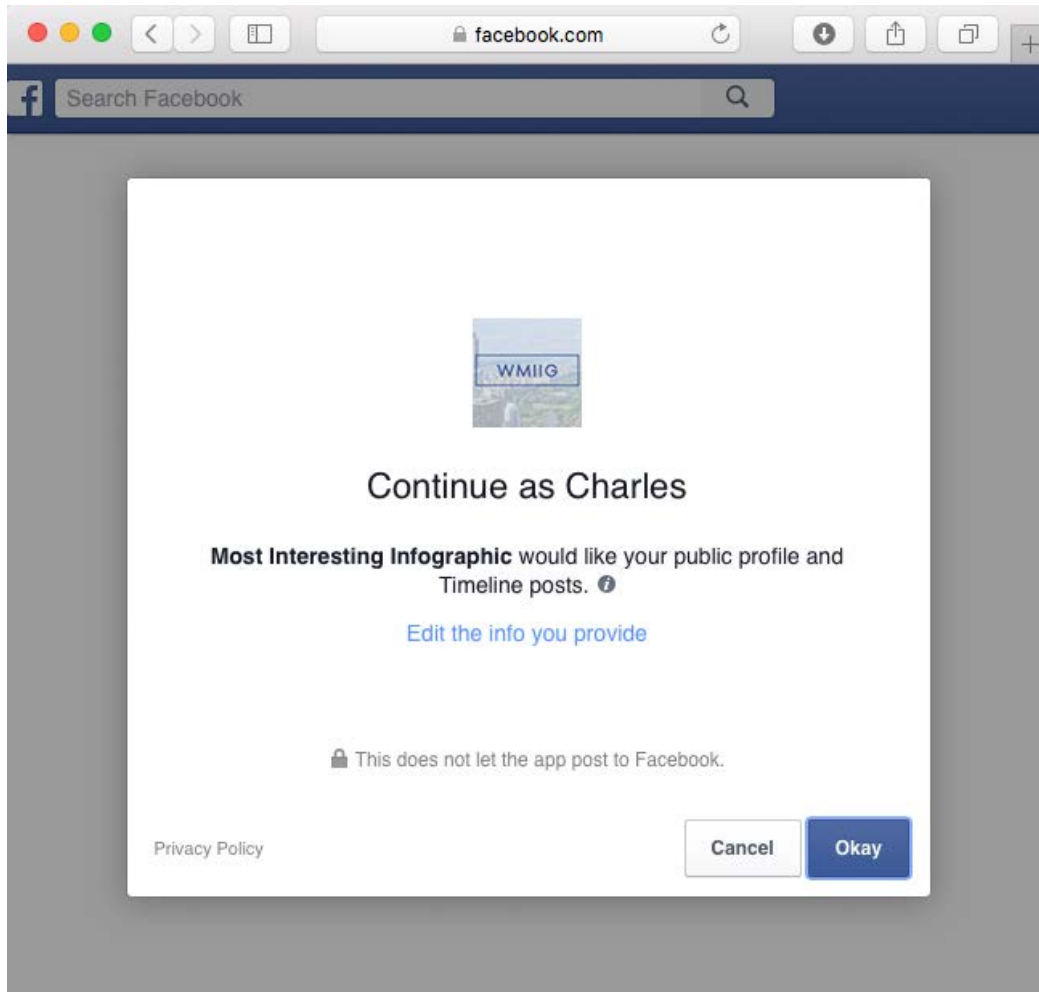 facebook.com
f Search Facebook
WMIIG
Continue as Charles
Most Interesting Infographic would like your public profile and
Timeline posts. i
Edit the info you provide
This does not let the app post to Facebook.
Privacy Policy Cancel Okay